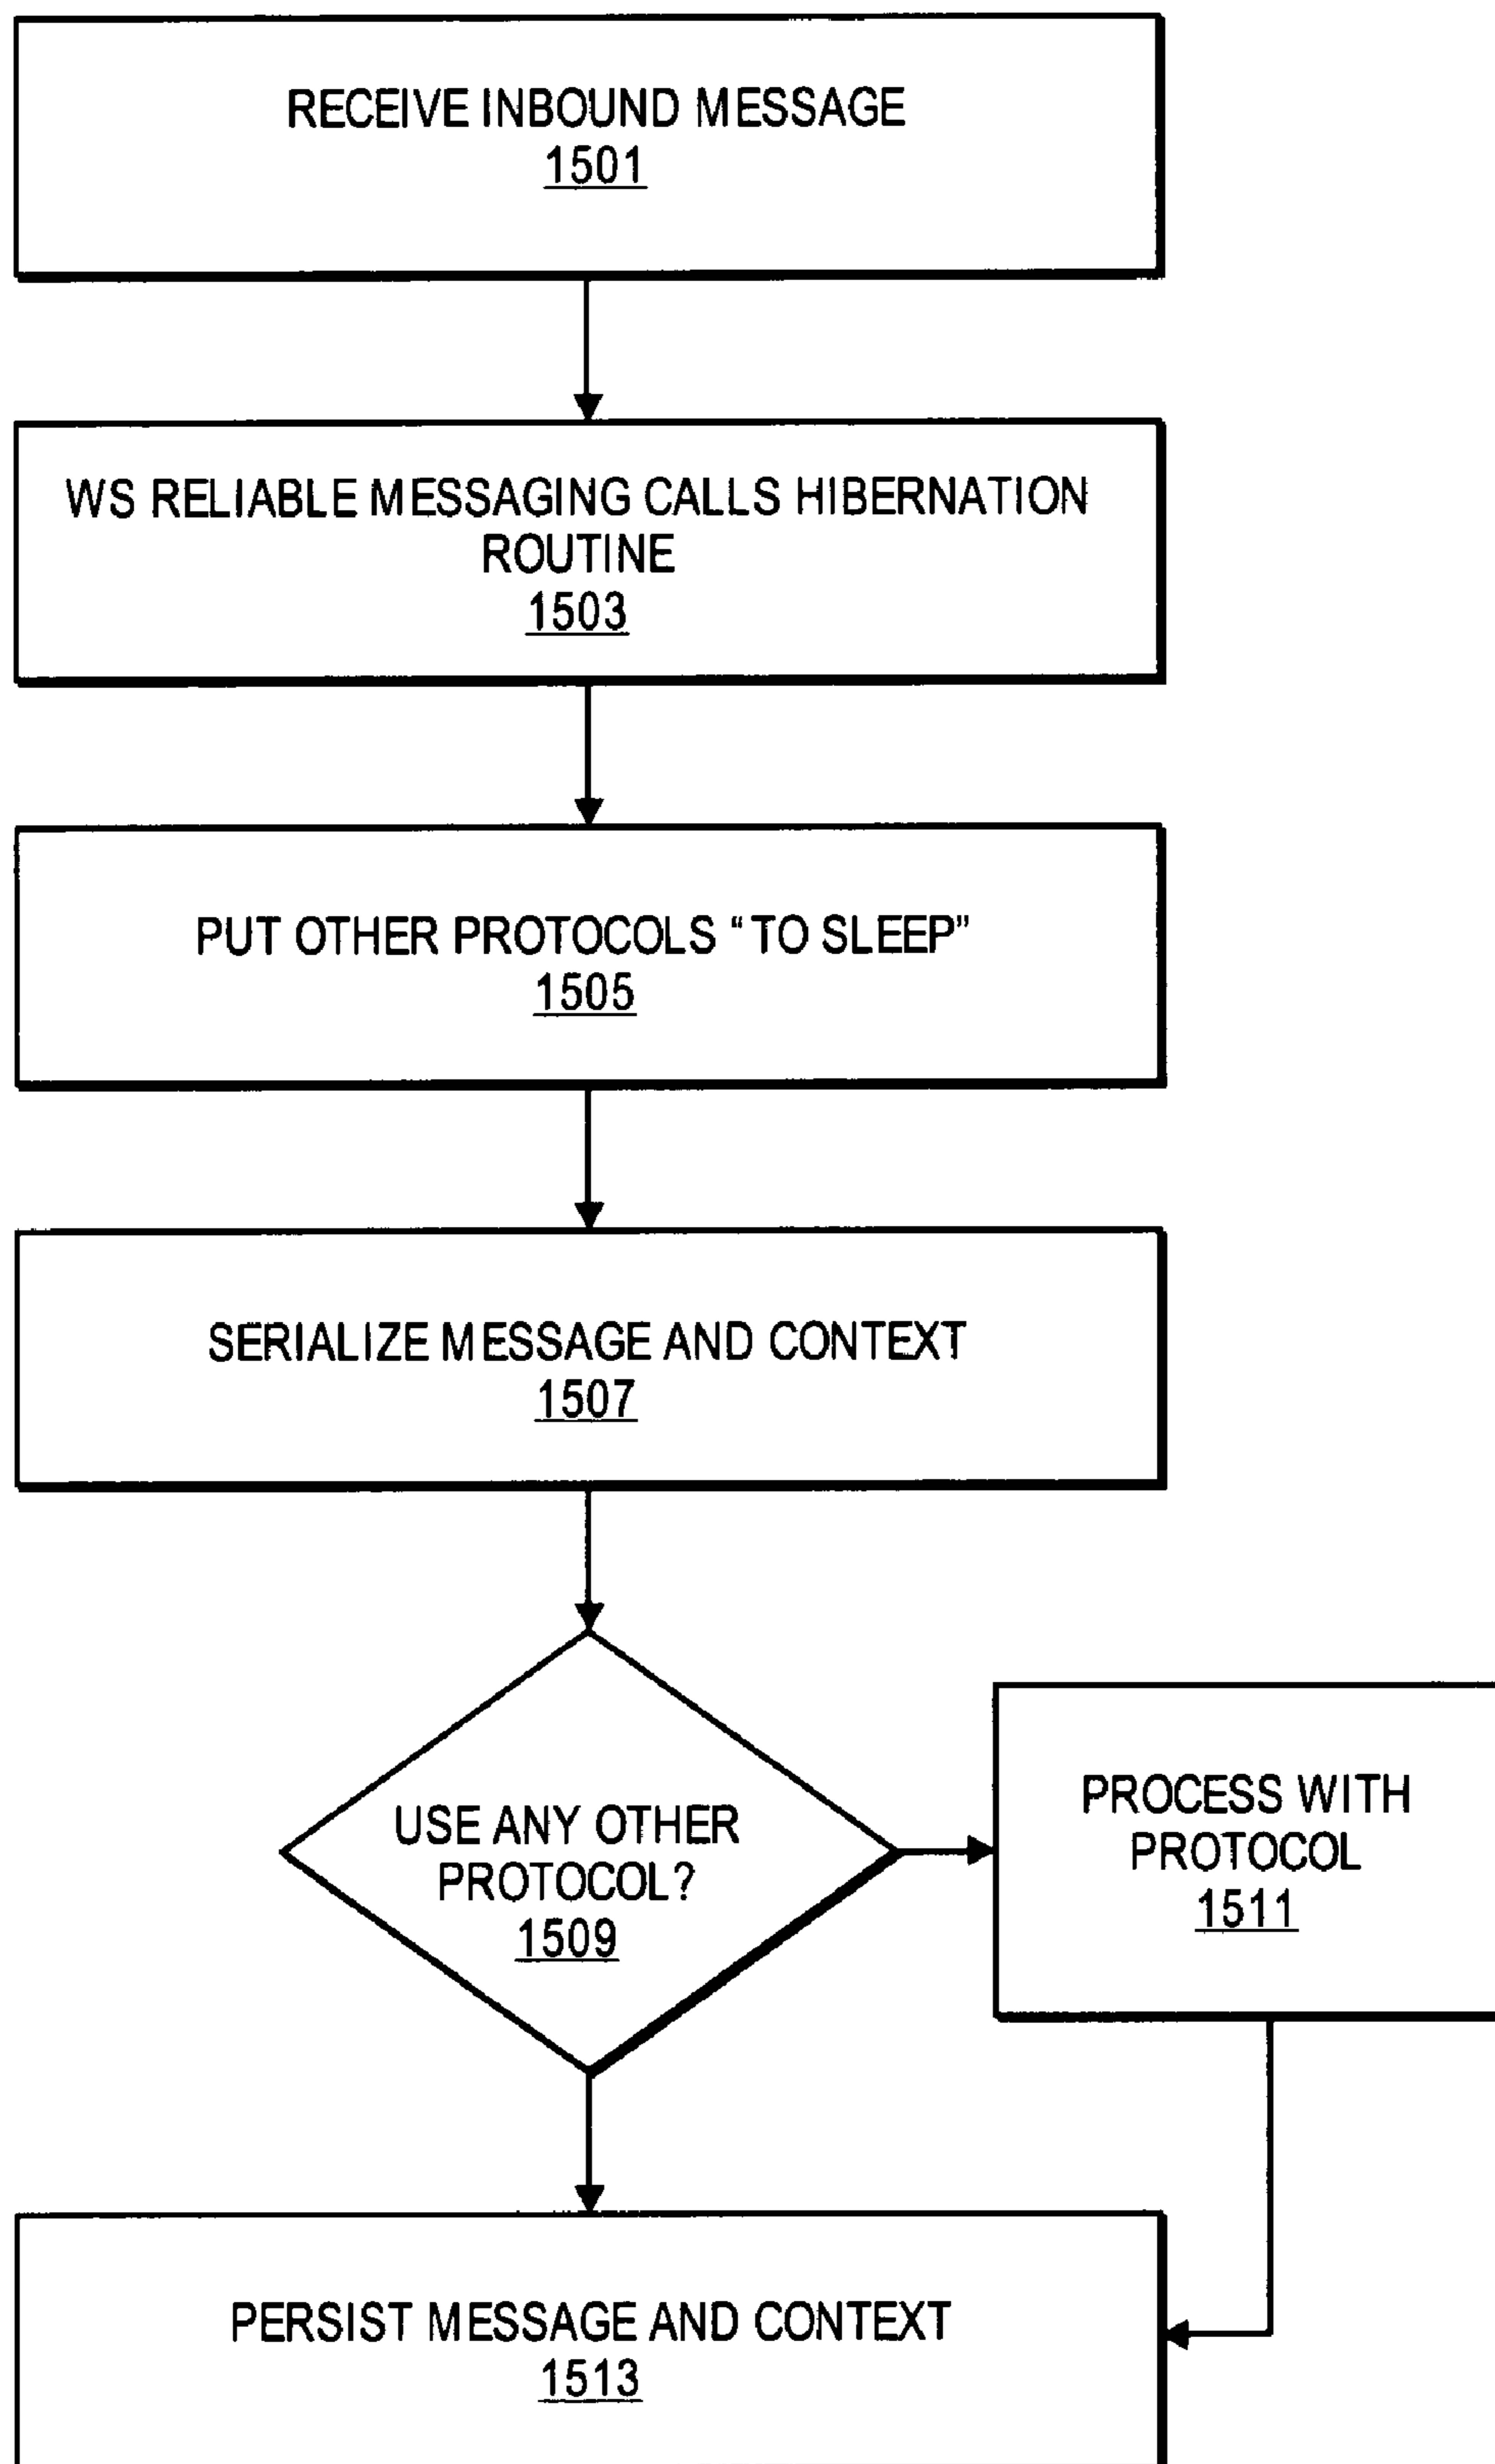 RECEIVE INBOUND MESSAGE
1501
WS RELIABLE MESSAGING CALLS HIBERNATION
ROUTINE
1503
PUT OTHER PROTOCOLS “TO SLEEP”
1505
SERIALIZE MESSAGE AND CONTEXT
1507
USE ANY OTHER
PROTOCOL?
1509
PROCESS WITH
PROTOCOL
1511
PERSIST MESSAGE AND CONTEXT
1513